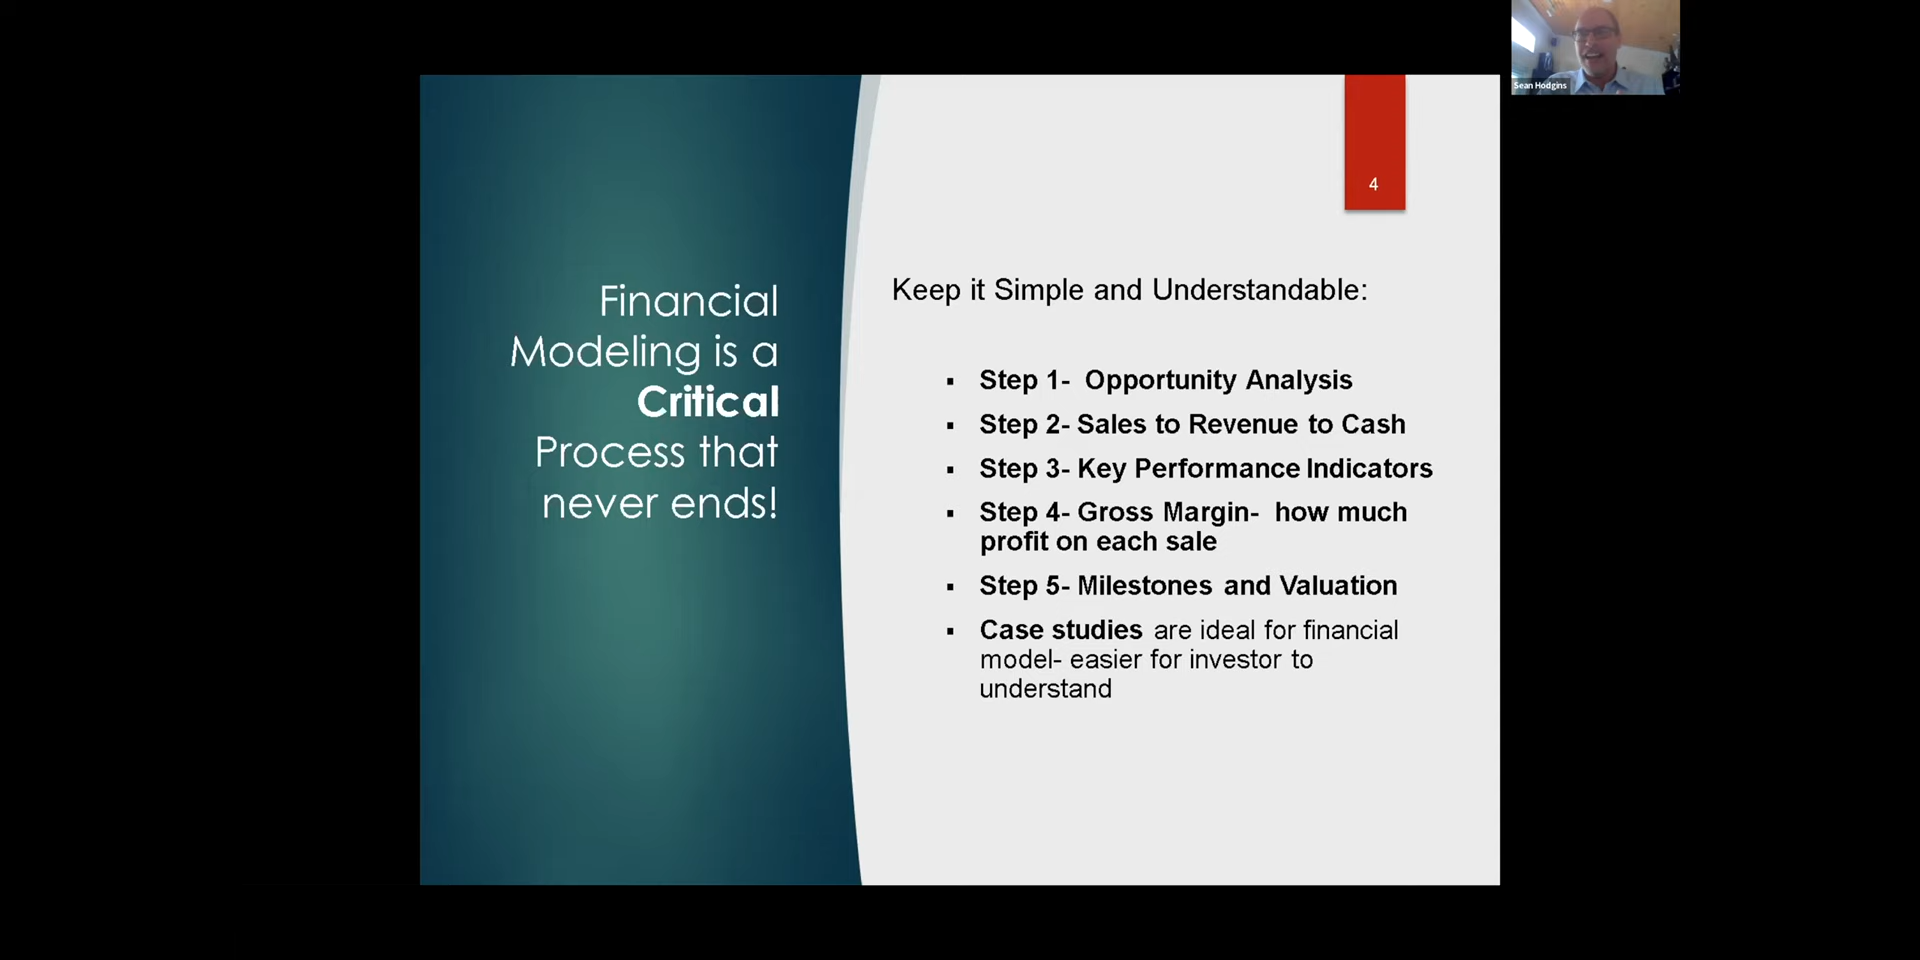 Sean Hodgins
4
Financial
Modeling is a
Critical
Process that
never ends!
Keep it Simple and Understandable:
▪ Step 1-  Opportunity Analysis
▪ Step 2- Sales to Revenue to Cash
▪ Step 3- Key Performance Indicators
▪ Step 4- Gross Margin-  how much
profit on each sale
▪ Step 5- Milestones and Valuation
▪ Case studies are ideal for financial
model- easier for investor to
understand